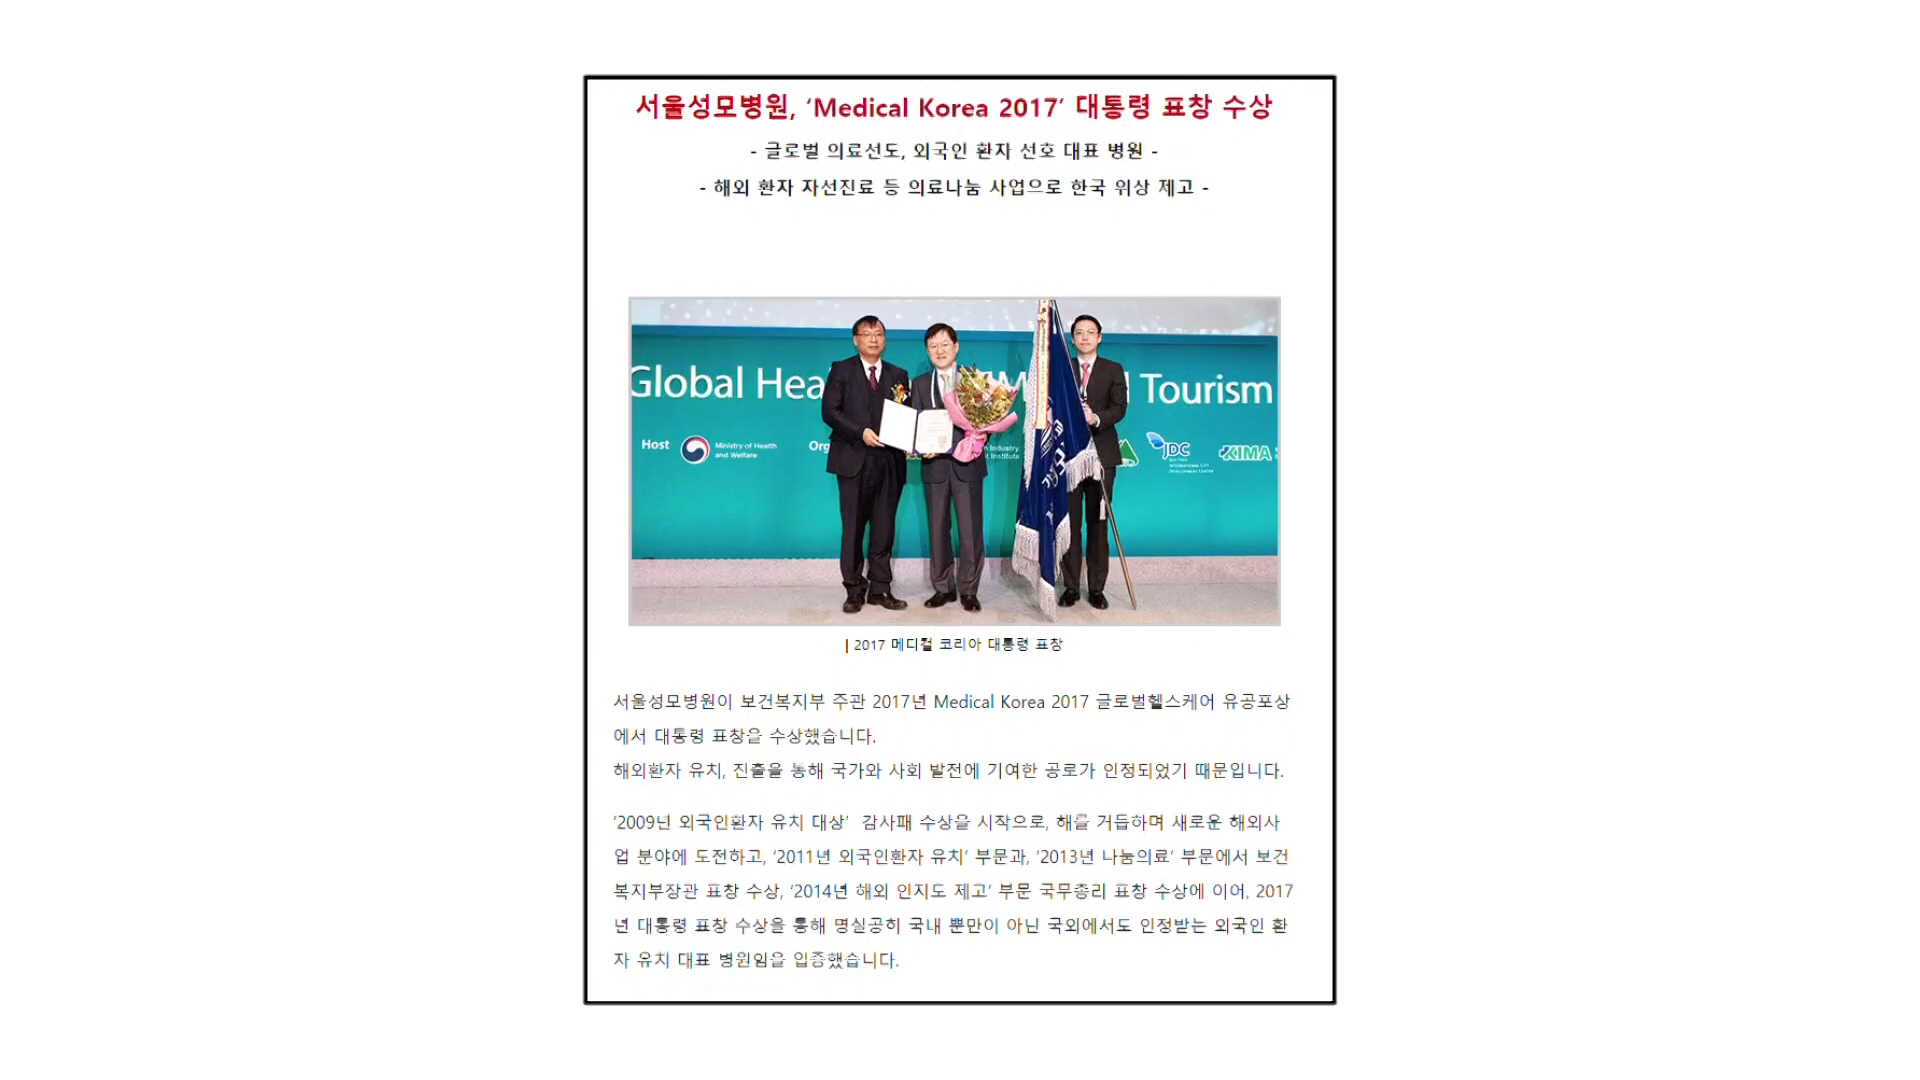 서울성모병원, ‘Medical Korea 2017’ 대통령 표창 수상
- 글로벌 의료선도, 외국인 환자 선호 대표 병원 -
- 해외 환자 자선진료 등 의료나눔 사업으로 한국 위상 제고 -
Global Hea M l Tourism
Host Ministry of Health and Welfare Org n Industry t Institute JDC KIMA
| 2017 메디컬 코리아 대통령 표창
서울성모병원이 보건복지부 주관 2017년 Medical Korea 2017 글로벌헬스케어 유공포상
에서 대통령 표창을 수상했습니다.
해외환자 유치, 진출을 통해 국가와 사회 발전에 기여한 공로가 인정되었기 때문입니다.
‘2009년 외국인환자 유치 대상’ 감사패 수상을 시작으로, 해를 거듭하며 새로운 해외사
업 분야에 도전하고, ‘2011년 외국인환자 유치’ 부문과, ‘2013년 나눔의료’ 부문에서 보건
복지부장관 표창 수상, ‘2014년 해외 인지도 제고’ 부문 국무총리 표창 수상에 이어, 2017
년 대통령 표창 수상을 통해 명실공히 국내 뿐만이 아닌 국외에서도 인정받는 외국인 환
자 유치 대표 병원임을 입증했습니다.